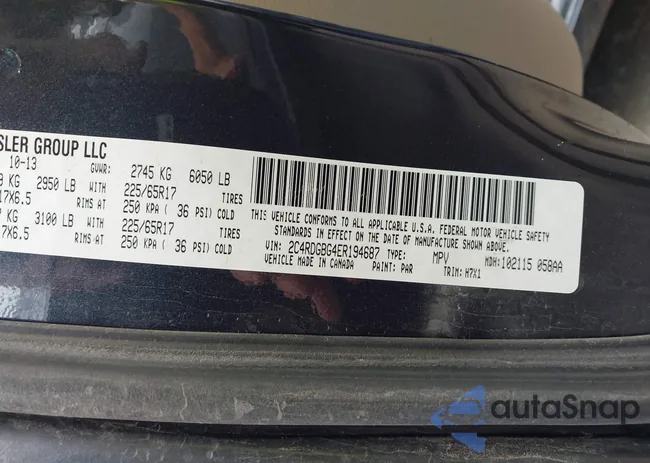 SLER GROUP LLC
10-13 GVWR: 2745 KG 6050 LB
KG 2950 LB WITH 225/65R17 TIRES
17X6.5 RIMS AT 250 KPA ( 36 PSI) COLD
KG 3100 LB WITH 225/65R17 TIRES
7X6.5 RIMS AT 250 KPA ( 36 PSI) COLD
THIS VEHICLE CONFORMS TO ALL APPLICABLE U.S.A. FEDERAL MOTOR VEHICLE SAFETY
STANDARDS IN EFFECT ON THE DATE OF MANUFACTURE SHOWN ABOVE.
VIN: 2C4RDGBG4ER194687 TYPE: MPV MDH: 102115 058AA
VEHICLE MADE IN CANADA PAINT: PAR TRIM: H7X1
autaSnap
POWERED BY